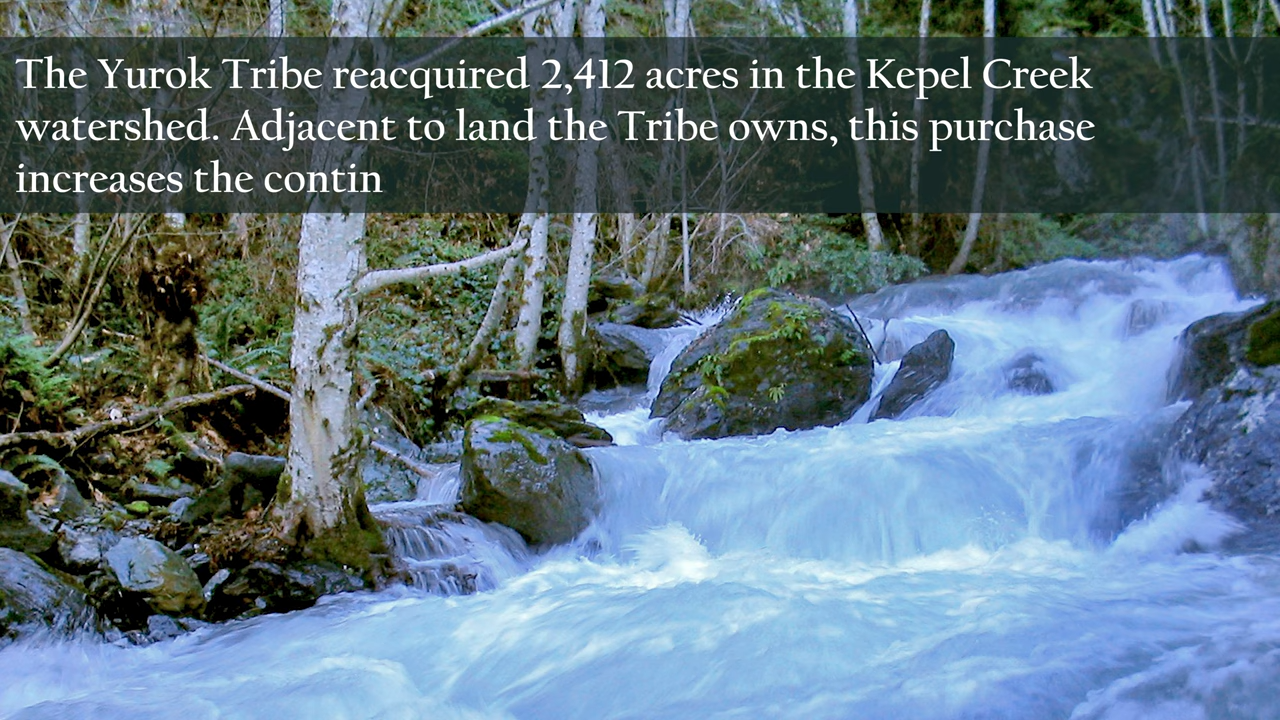 The Yurok Tribe reacquired 2,412 acres in the Kepel Creek
watershed. Adjacent to land the Tribe owns, this purchase
increases the contin